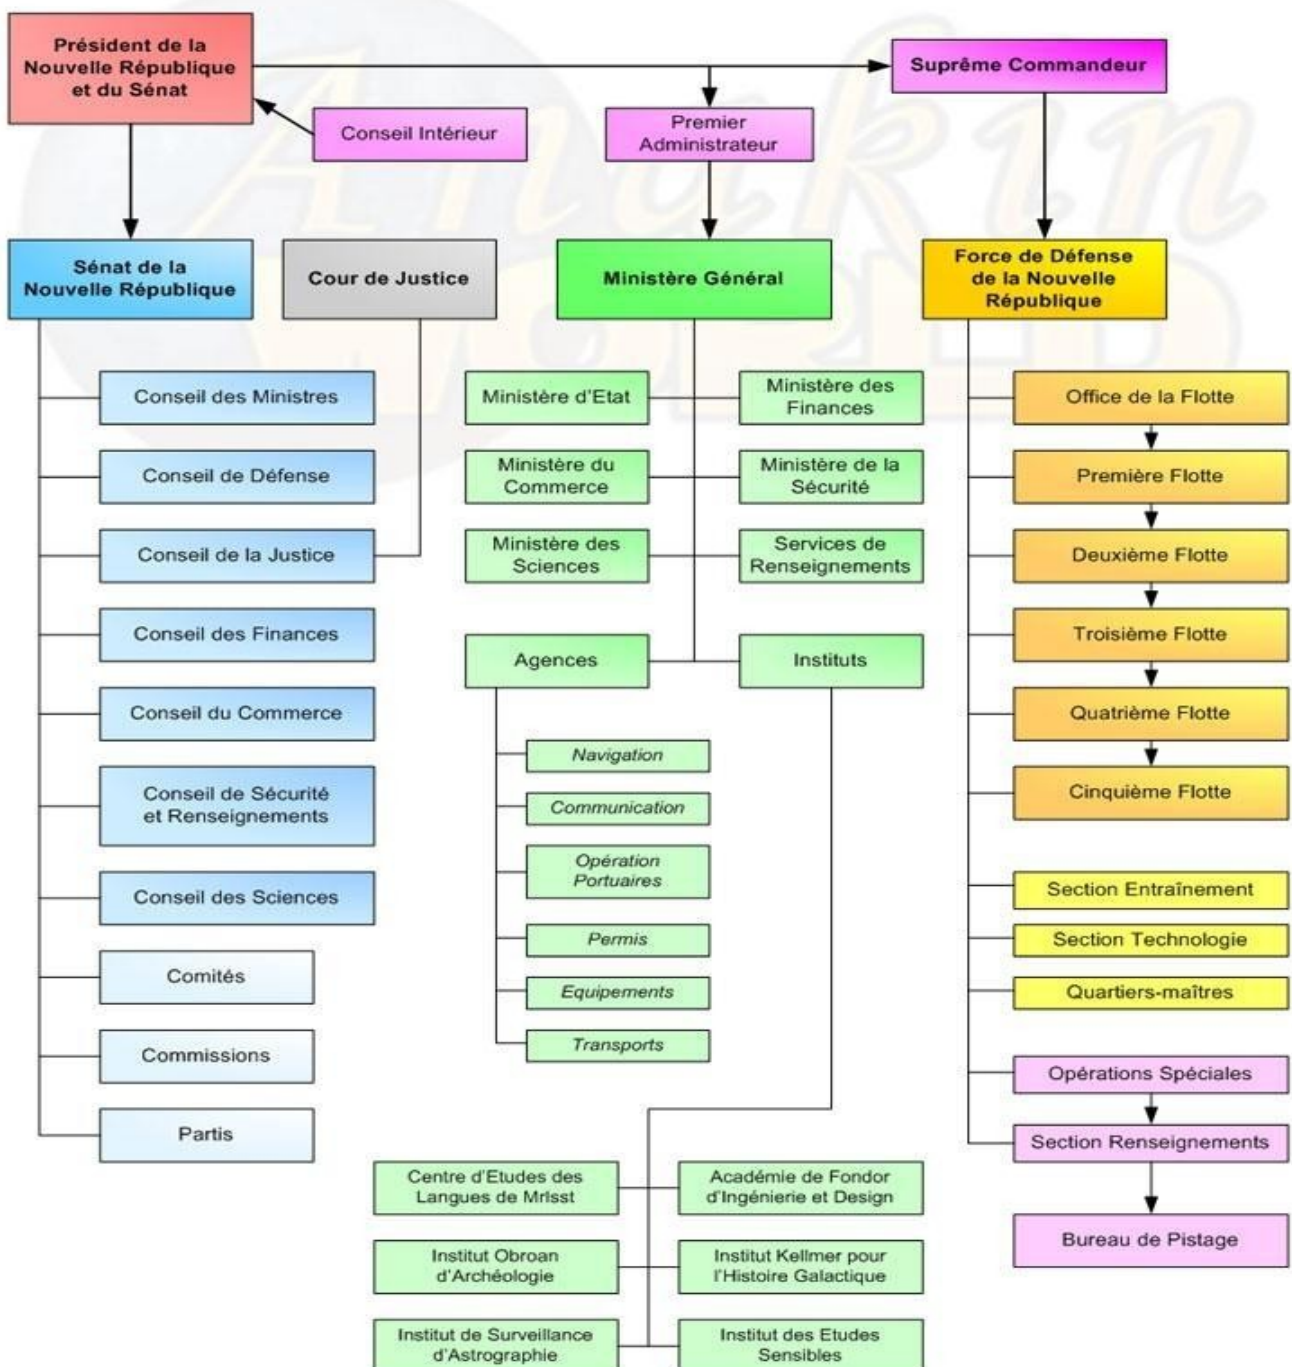 Président de la
Nouvelle République
et du Sénat
Suprême Commandeur
Conseil Intérieur
Premier
Administrateur
Sénat de la
Nouvelle République
Cour de Justice
Ministère Général
Force de Défense
de la Nouvelle
République
Conseil des Ministres
Conseil de Défense
Conseil de la Justice
Conseil des Finances
Conseil du Commerce
Conseil de Sécurité
et Renseignements
Conseil des Sciences
Comités
Commissions
Partis
Ministère d'Etat
Ministère des
Finances
Ministère du
Commerce
Ministère de la
Sécurité
Ministère des
Sciences
Services de
Renseignements
Agences
Instituts
Navigation
Communication
Opération
Portuaires
Permis
Equipements
Transports
Centre d'Etudes des
Langues de Mrlsst
Académie de Fondor
d'Ingénierie et Design
Institut Obroan
d'Archéologie
Institut Kellmer pour
l'Histoire Galactique
Institut de Surveillance
d'Astrographie
Institut des Etudes
Sensibles
Office de la Flotte
Première Flotte
Deuxième Flotte
Troisième Flotte
Quatrième Flotte
Cinquième Flotte
Section Entraînement
Section Technologie
Quartiers-maîtres
Opérations Spéciales
Section Renseignements
Bureau de Pistage
Anakin
WORLD